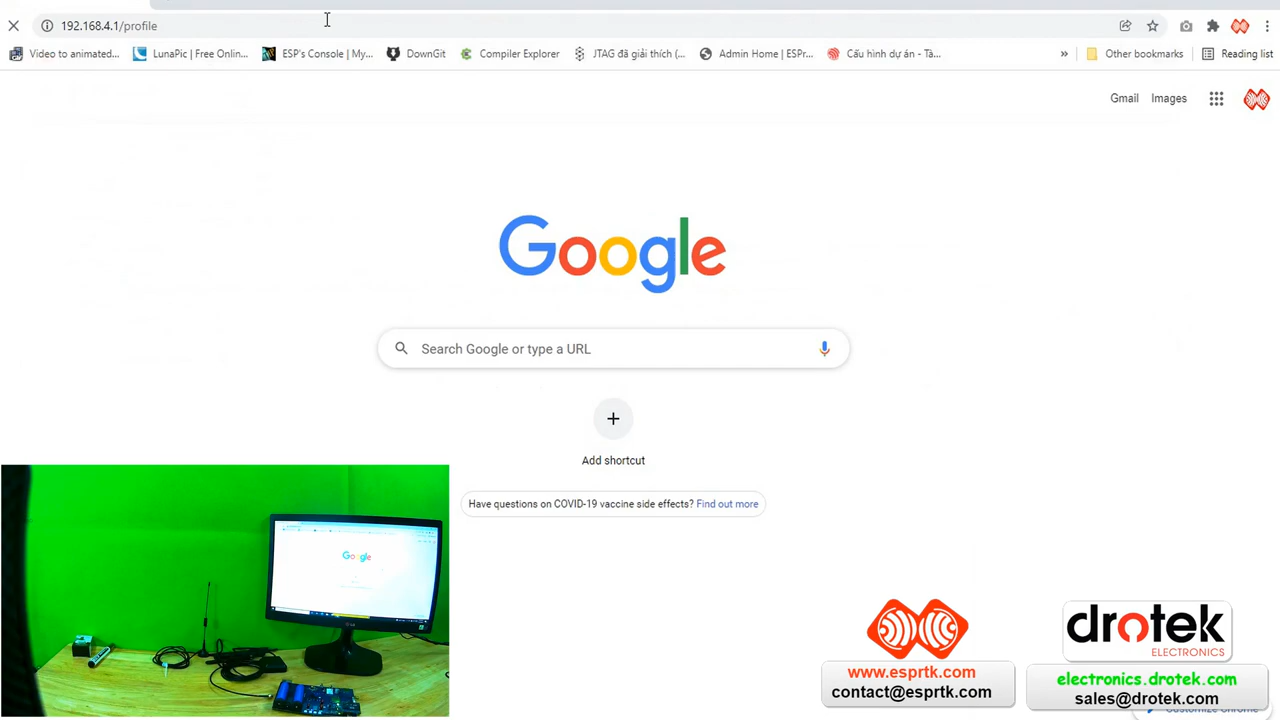 192.168.4.1/profile
Video to animated...
LunaPic | Free Onlin...
ESP's Console | My...
DownGit
Compiler Explorer
JTAG đã giải thích (...
Admin Home | ESPr...
Cấu hình dự án - Tà...
»
Other bookmarks
Reading list
Gmail
Images
Google
Search Google or type a URL
Add shortcut
Have questions on COVID-19 vaccine side effects? Find out more
Google
www.esprtk.com
contact@esprtk.com
drotek
ELECTRONICS
electronics.drotek.com
sales@drotek.com
Customize Chrome